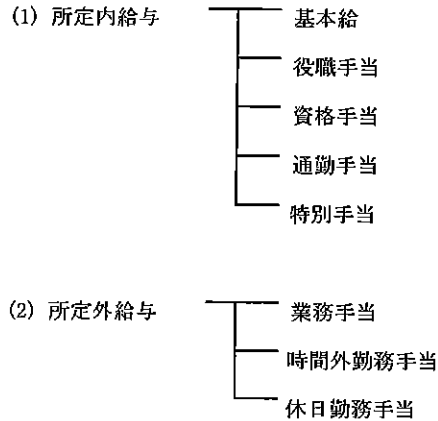 (1) 所定内給与 基本給
役職手当
資格手当
通勤手当
特別手当
(2) 所定外給与 業務手当
時間外勤務手当
休日勤務手当